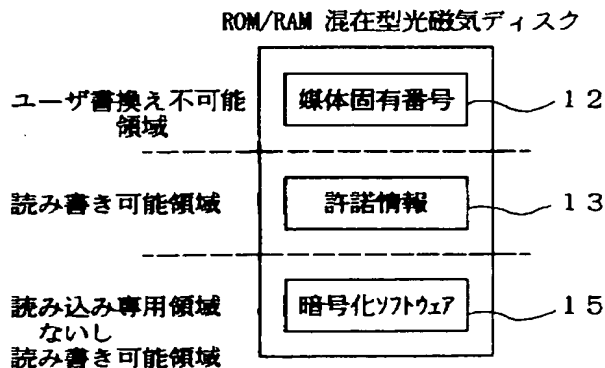 ROM/RAM 混在型光磁気ディスク
ユーザ書換え不可能
領域
媒体固有番号
12
読み書き可能領域
許諾情報
13
読み込み専用領域
ないし
読み書き可能領域
暗号化ソフトウェア
15